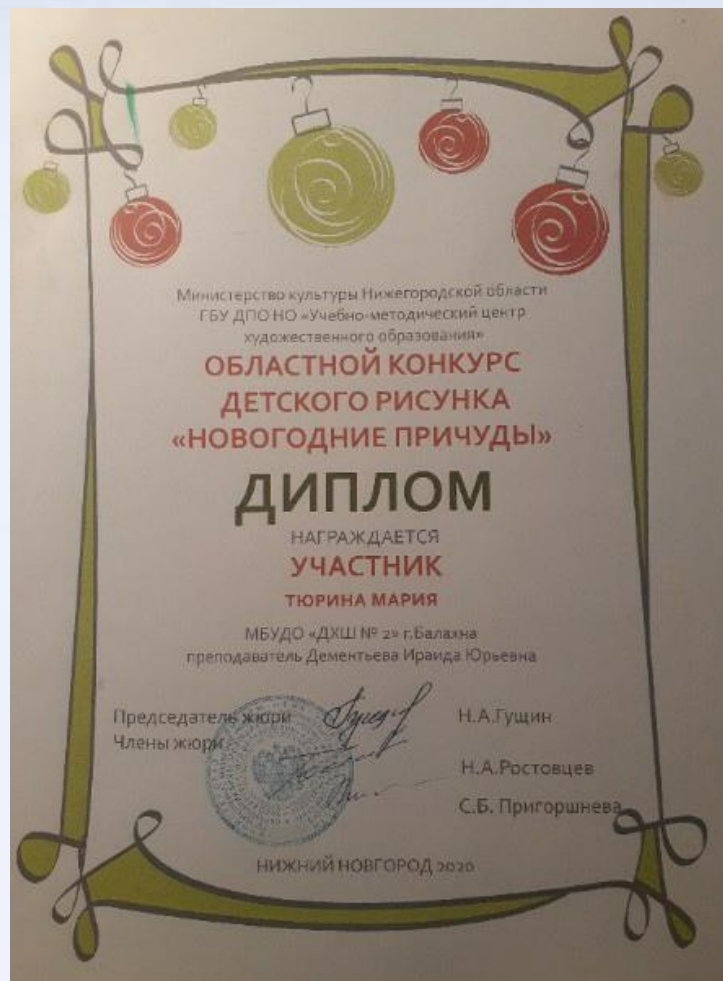 Министерство культуры Нижегородской области
ГБУ ДПО НО «Учебно-методический центр
художественного образования»
ОБЛАСТНОЙ КОНКУРС
ДЕТСКОГО РИСУНКА
«НОВОГОДНИЕ ПРИЧУДЫ»
ДИПЛОМ
НАГРАЖДАЕТСЯ
УЧАСТНИК
ТЮРИНА МАРИЯ
МБУДО «ДХШ № 2» г.Балахна
преподаватель Дементьева Ираида Юрьевна
Председатель жюри Н.А.Гущин
Члены жюри
Н.А.Ростовцев
С.Б. Пригоршнева
НИЖНИЙ НОВГОРОД 2020